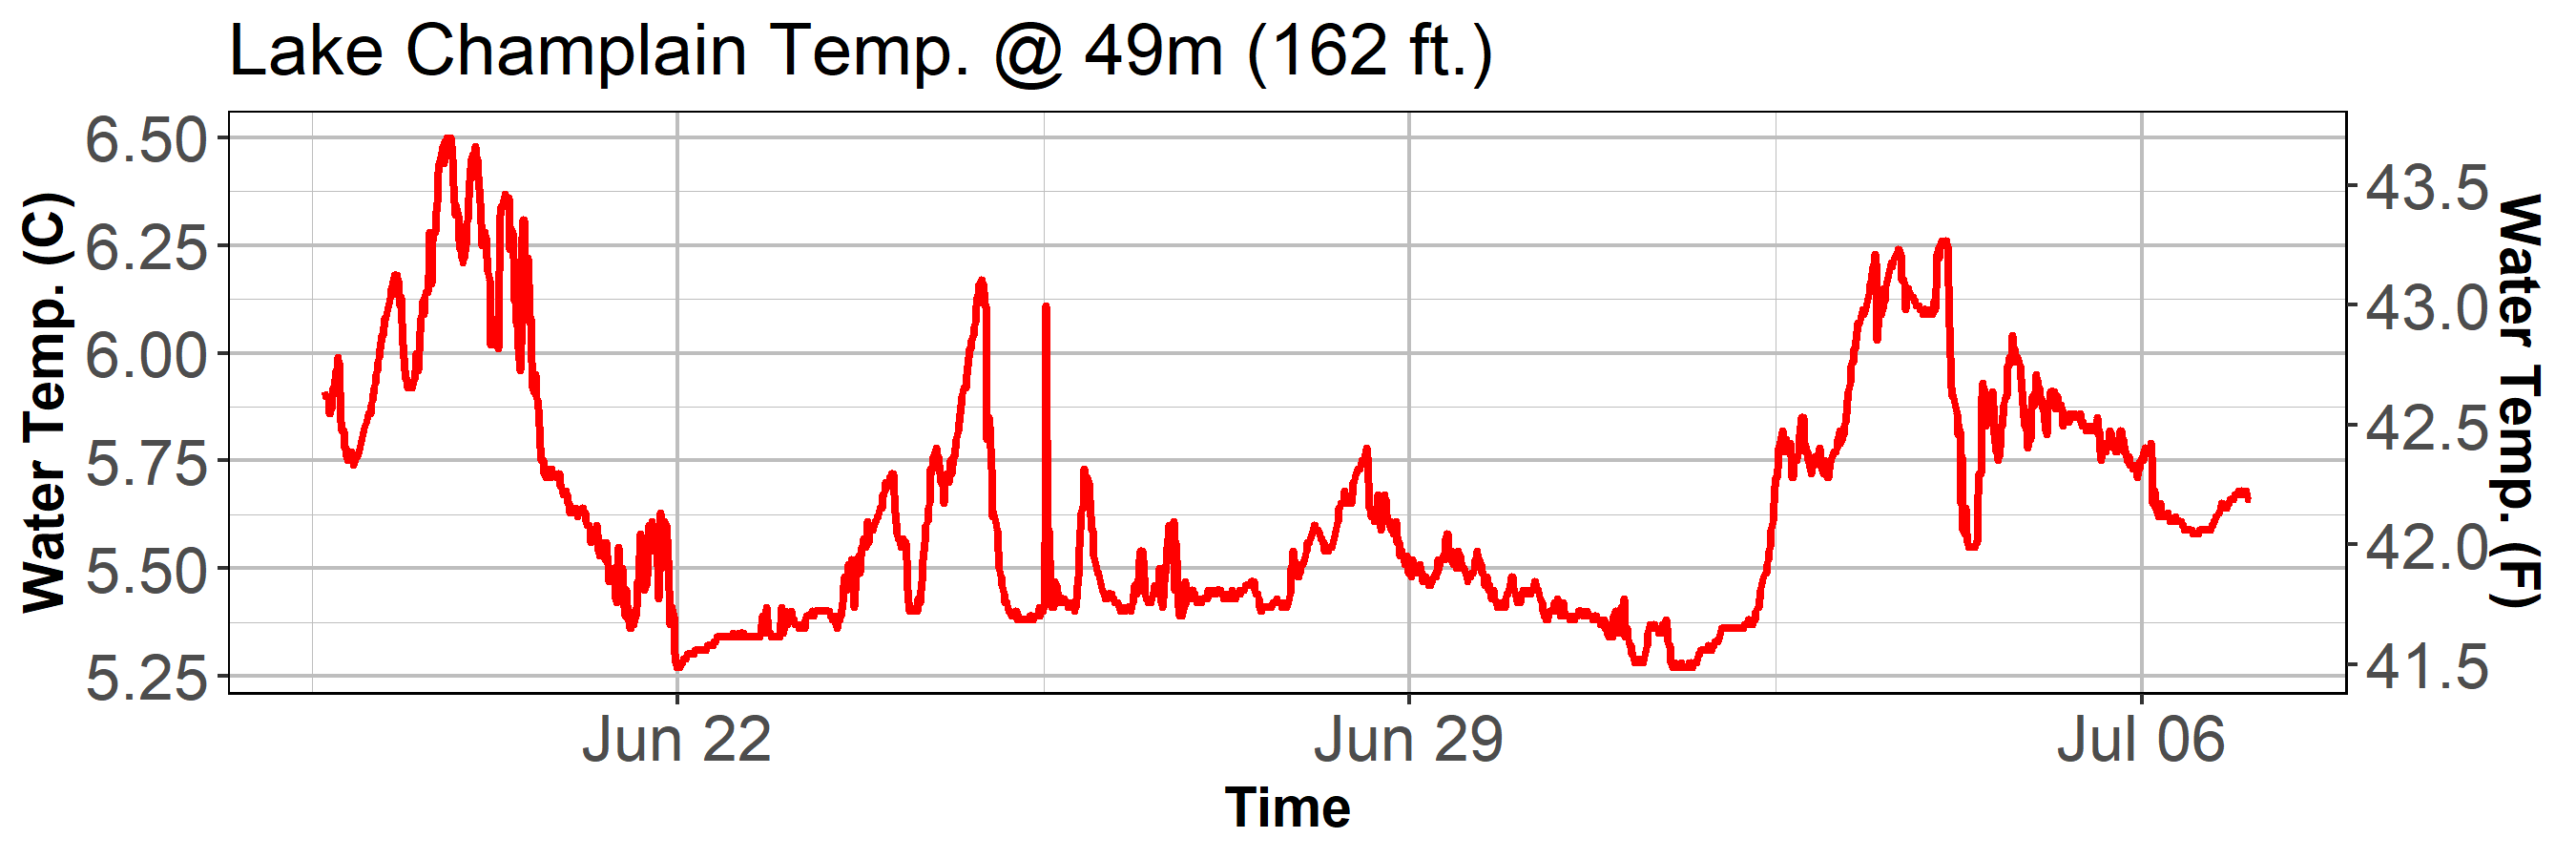 Lake Champlain Temp. @ 49m (162 ft.)
Water Temp. (C)
6.50
6.25
6.00
5.75
5.50
5.25
43.5
43.0
42.5
42.0
41.5
Water Temp. (F)
Jun 22
Jun 29
Jul 06
Time